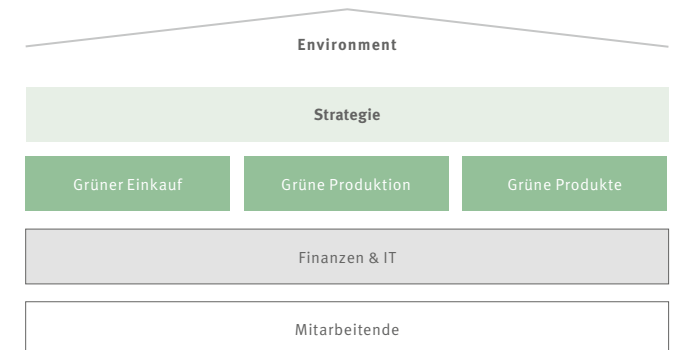 Environment
Strategie
Grüner Einkauf
Grüne Produktion
Grüne Produkte
Finanzen & IT
Mitarbeitende